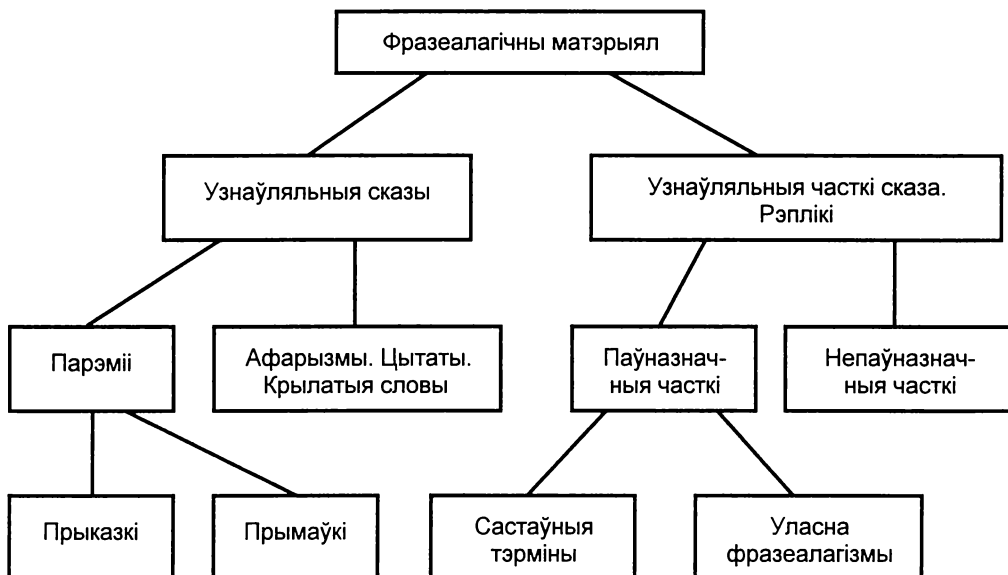 Фразеалагічны матэрыял
Узнаўляльныя сказы
Узнаўляльныя часткі сказа.
Рэплікі
Парэміі
Афарызмы. Цытаты.
Крылатыя словы
Паўназнач-
ныя часткі
Непаўназнач-
ныя часткі
Прыказкі
Прымаўкі
Састаўныя
тэрміны
Уласна
фразеалагізмы